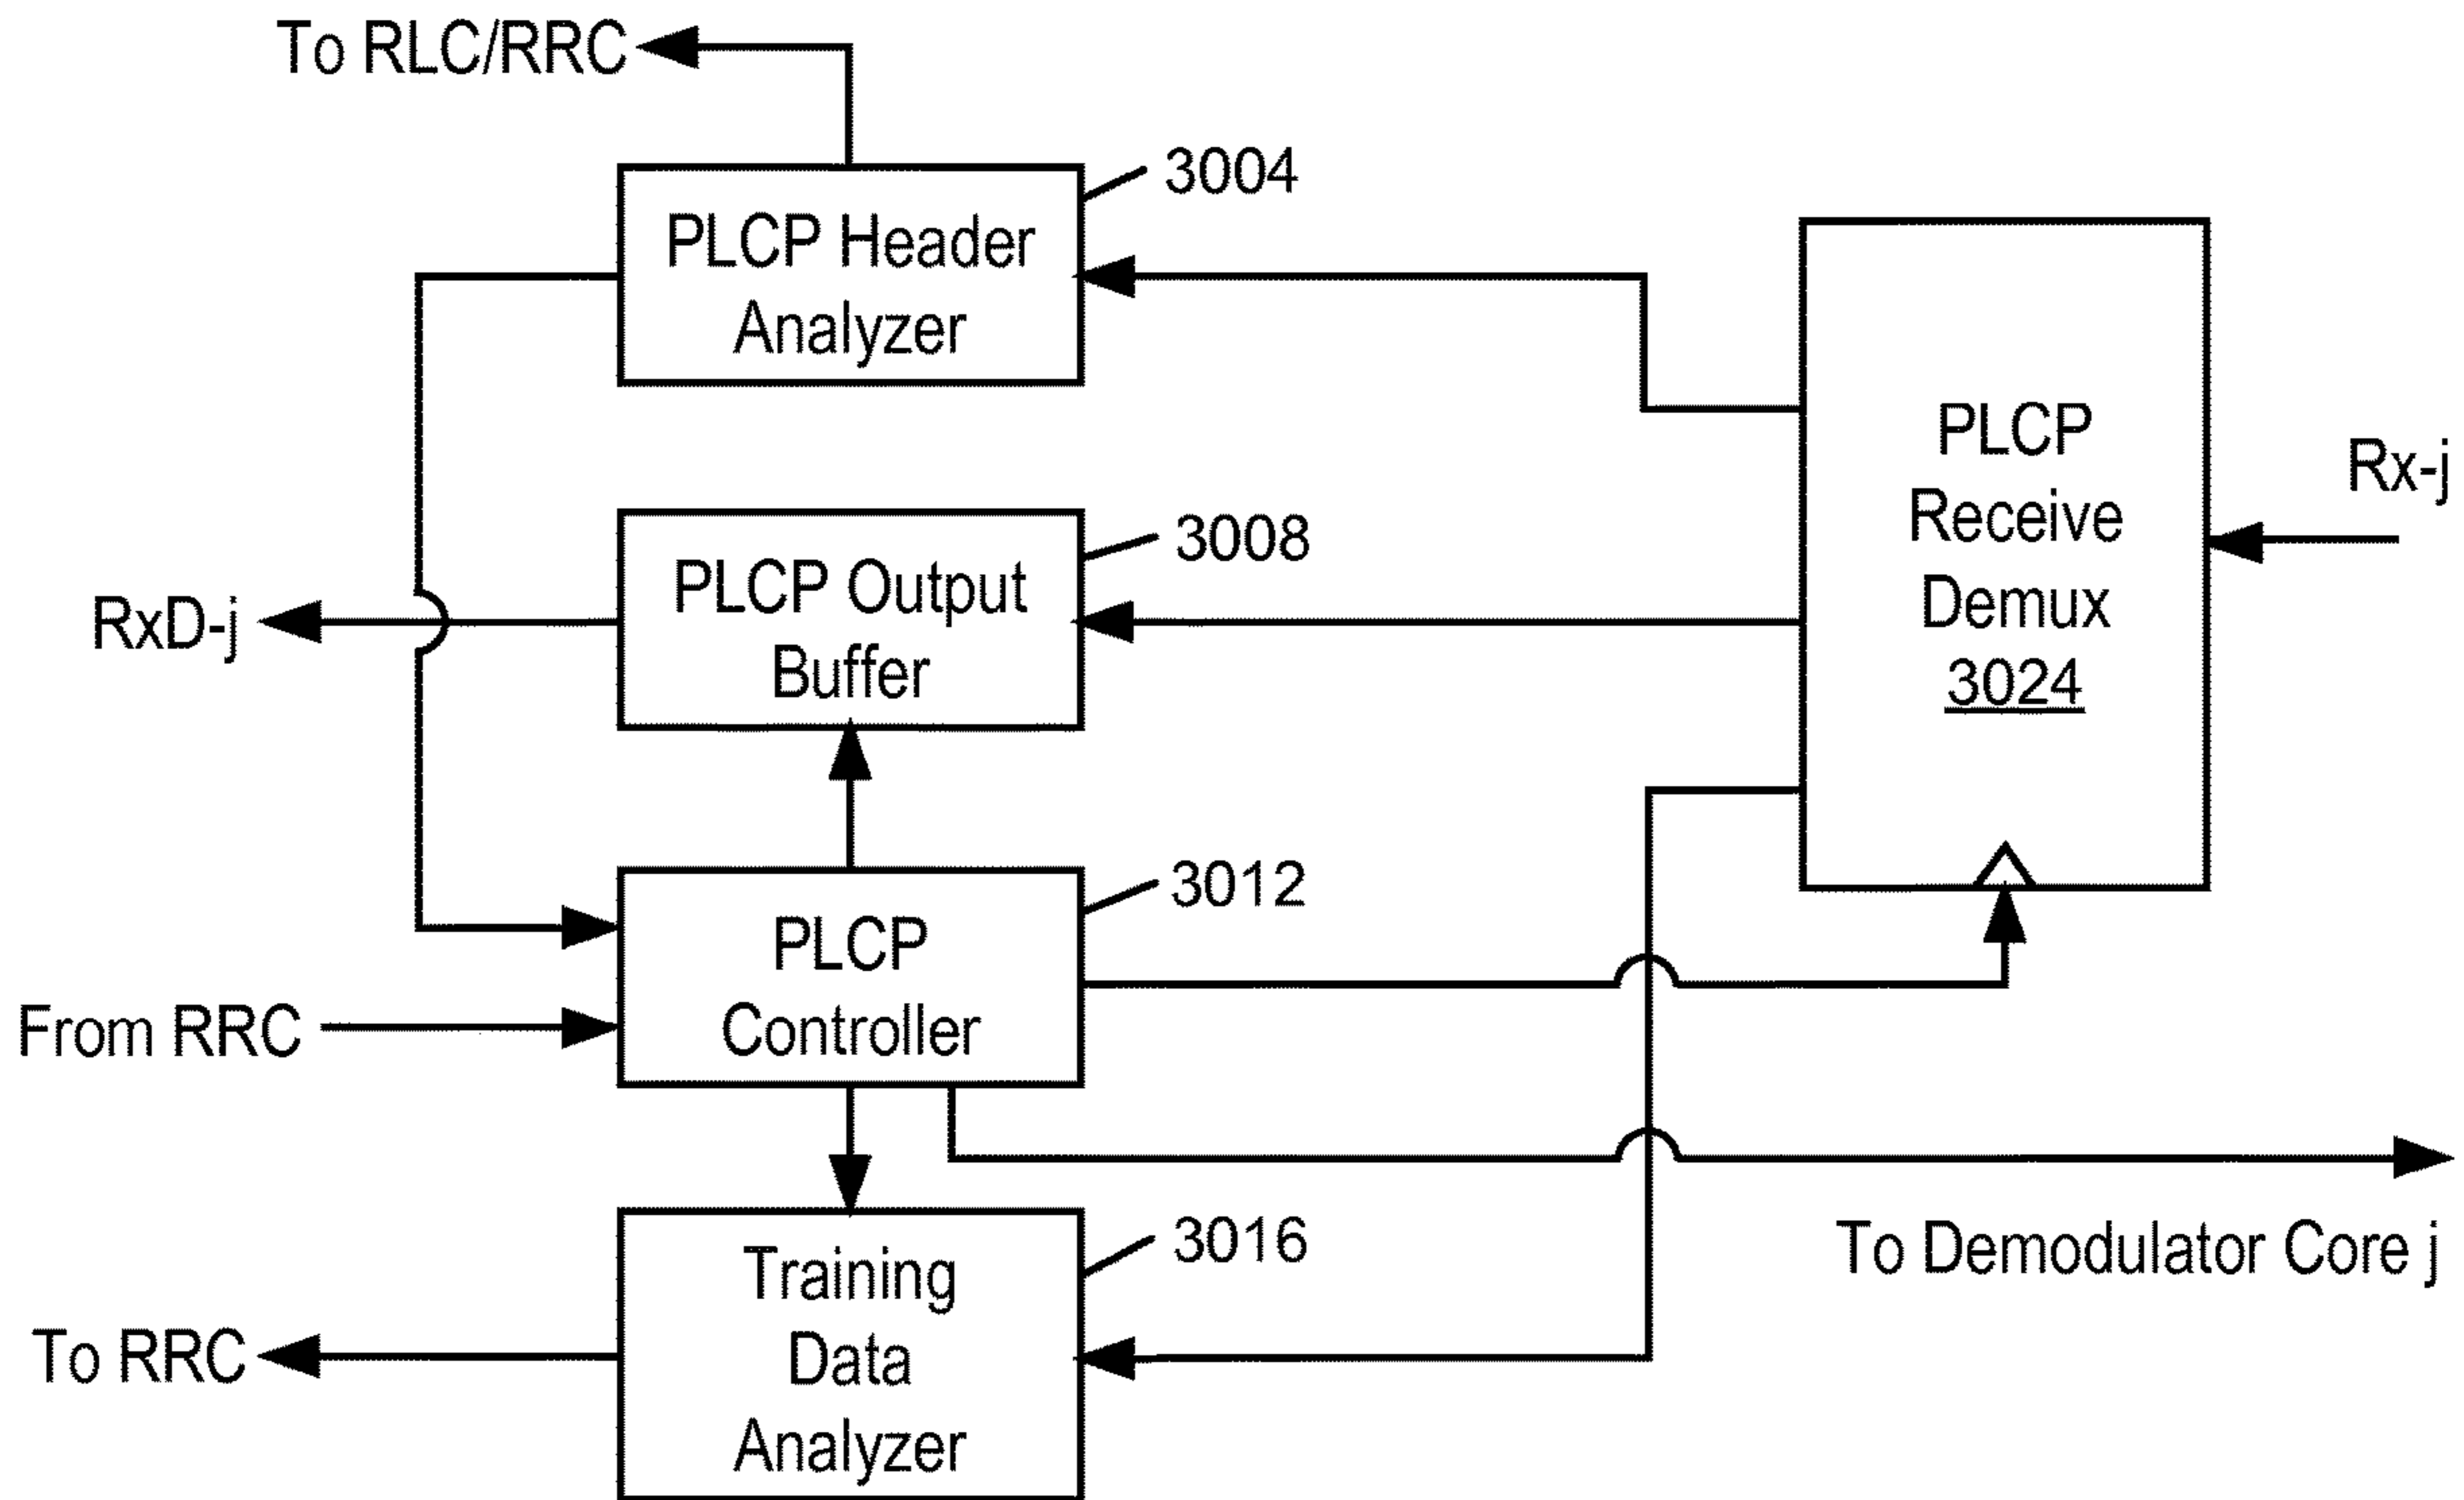 To RLC/RRC
3004
PLCP Header
Analyzer
PLCP
Receive
Demux
3024
Rx-j
3008
PLCP Output
Buffer
RxD-j
3012
PLCP
Controller
From RRC
To Demodulator Core j
3016
Training
Data
Analyzer
To RRC